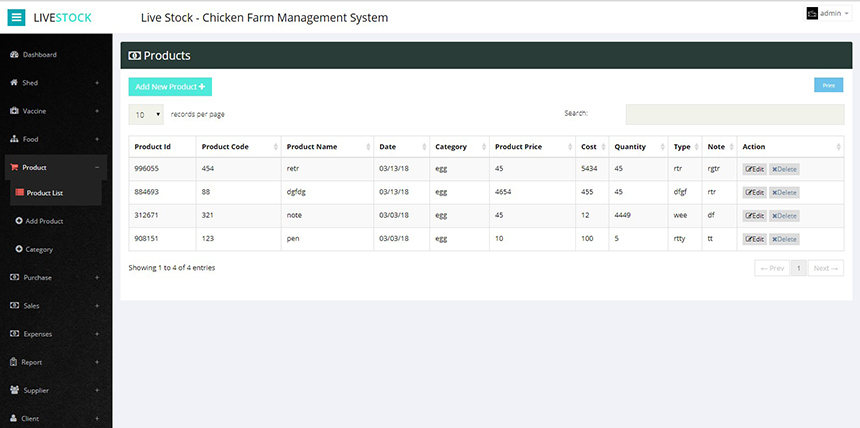 LIVESTOCK
Live Stock - Chicken Farm Management System
admin
Dashboard
Shed +
Vaccine +
Food +
Product −
Product List
Add Product
Category
Purchase +
Sales +
Expenses +
Report +
Supplier +
Client +
Products
Add New Product +
Print
10 records per page
Search:
Product Id Product Code Product Name Date Category Product Price Cost Quantity Type Note Action
996055 454 retr 03/13/18 egg 45 5434 45 rtr rgtr Edit Delete
884693 88 dgfdg 03/13/18 egg 4654 455 45 dfgf rtr Edit Delete
312671 321 note 03/03/18 egg 45 12 4449 wee df Edit Delete
908151 123 pen 03/03/18 egg 10 100 5 rtty tt Edit Delete
Showing 1 to 4 of 4 entries
← Prev 1 Next →